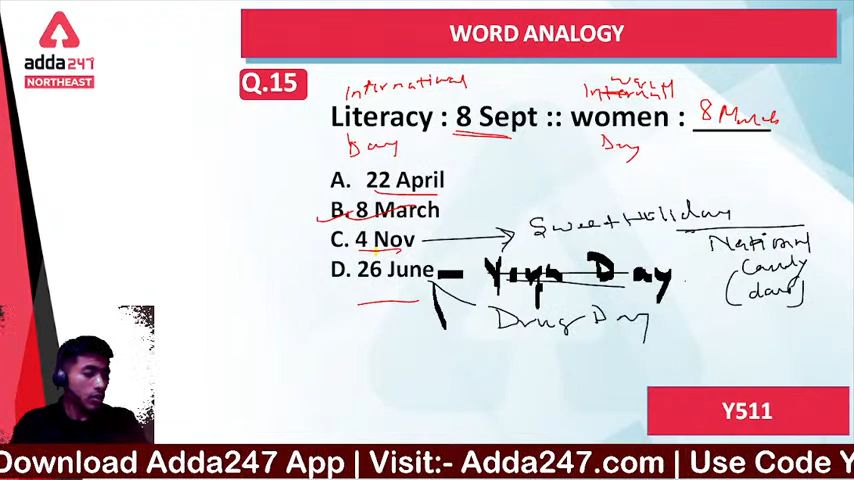 WORD ANALOGY
adda247
NORTHEAST
Q.15
International
World
Literacy : 8 Sept :: women : 8 March
Day
Day
A. 22 April
B. 8 March
C. 4 Nov
Sweet Holiday
National
Candy
(day)
D. 26 June
- Yoga Day
Drug Day
Y511
Download Adda247 App | Visit:- Adda247.com | Use Code Y